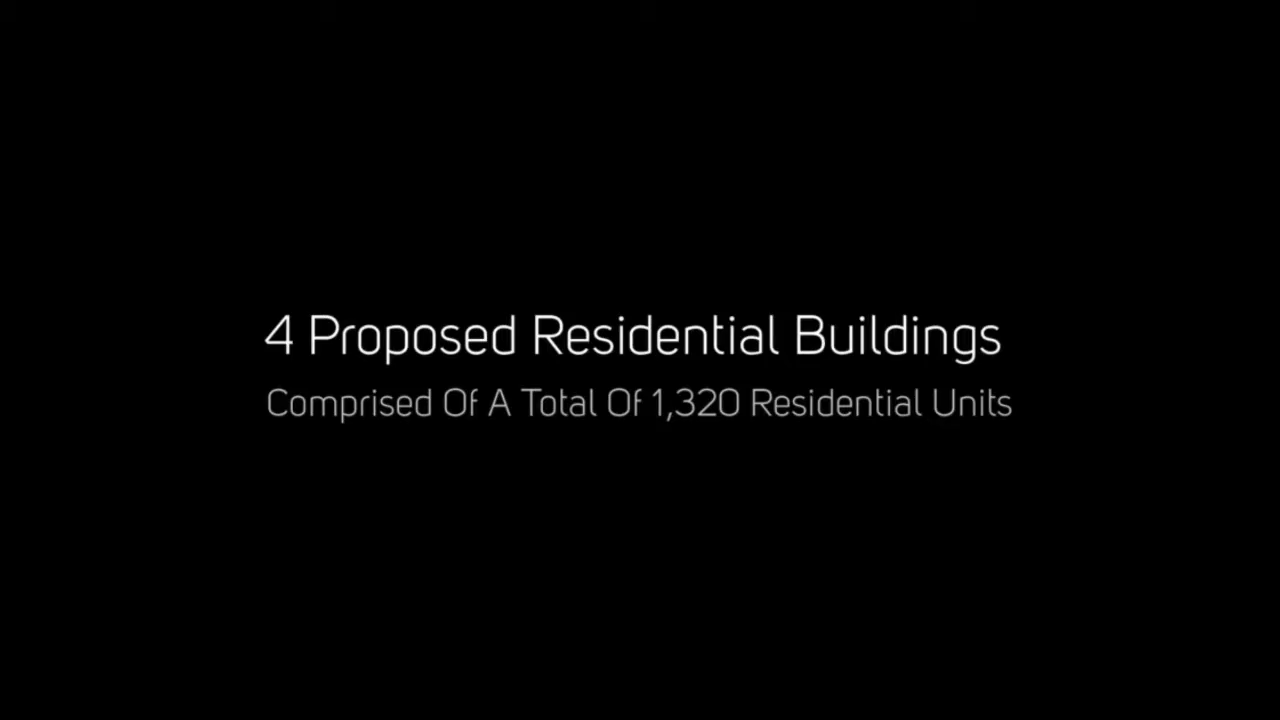 4 Proposed Residential Buildings
Comprised Of A Total Of 1,320 Residential Units